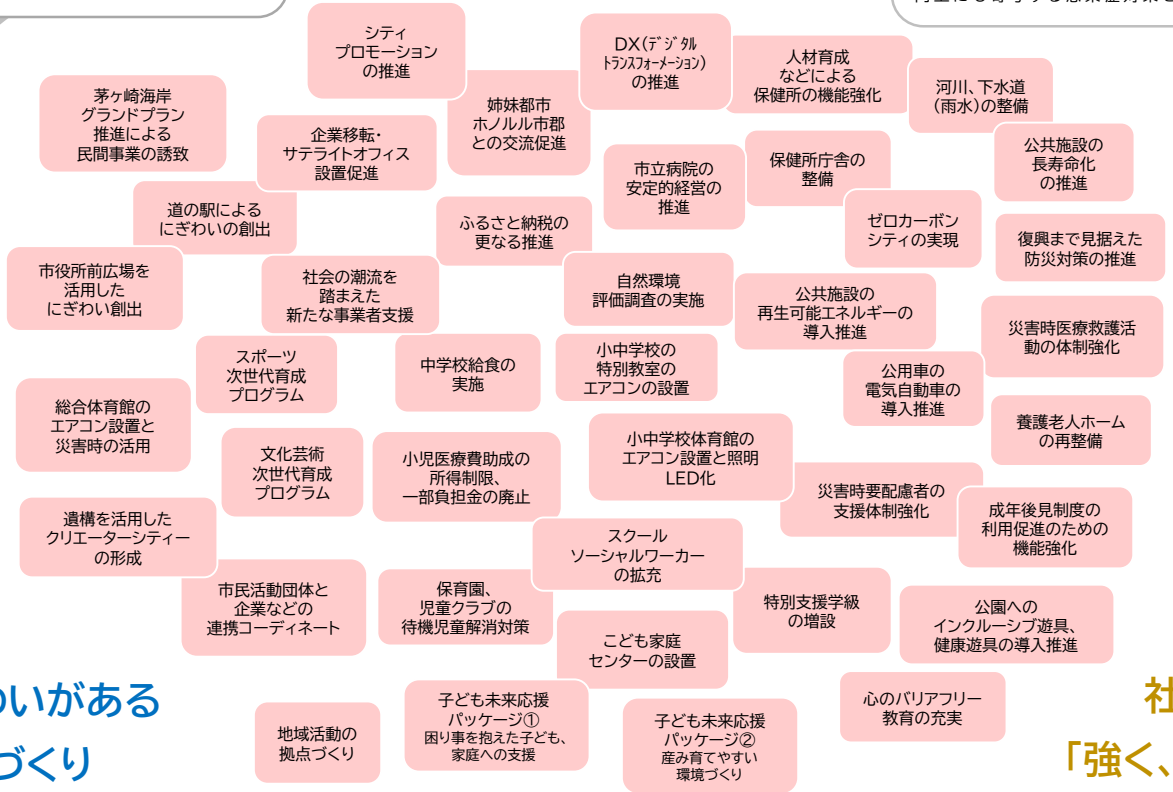 シティ
プロモーション
の推進
DX(デジタル
トランスフォーメーション)
の推進
人材育成
などによる
保健所の機能強化
河川、下水道
(雨水)の整備
茅ヶ崎海岸
グランドプラン
推進による
民間事業の誘致
企業移転・
サテライトオフィス
設置促進
姉妹都市
ホノルル市郡
との交流促進
市立病院の
安定的経営の
推進
保健所庁舎の
整備
公共施設の
長寿命化
の推進
道の駅による
にぎわいの創出
ふるさと納税の
更なる推進
ゼロカーボン
シティの実現
復興まで見据えた
防災対策の推進
市役所前広場を
活用した
にぎわい創出
社会の潮流を
踏まえた
新たな事業者支援
自然環境
評価調査の実施
公共施設の
再生可能エネルギーの
導入推進
災害時医療救護活
動の体制強化
スポーツ
次世代育成
プログラム
中学校給食の
実施
小中学校の
特別教室の
エアコンの設置
公用車の
電気自動車の
導入推進
総合体育館の
エアコン設置と
災害時の活用
養護老人ホーム
の再整備
文化芸術
次世代育成
プログラム
小児医療費助成の
所得制限、
一部負担金の廃止
小中学校体育館の
エアコン設置と照明
LED化
災害時要配慮者の
支援体制強化
成年後見制度の
利用促進のための
機能強化
遺構を活用した
クリエーターシティー
の形成
スクール
ソーシャルワーカー
の拡充
市民活動団体と
企業などの
連携コーディネート
保育園、
児童クラブの
待機児童解消対策
特別支援学級
の増設
公園への
インクルーシブ遊具、
健康遊具の導入推進
こども家庭
センターの設置
地域活動の
拠点づくり
子ども未来応援
パッケージ①
困り事を抱えた子ども、
家庭への支援
子ども未来応援
パッケージ②
産み育てやすい
環境づくり
心のバリアフリー
教育の充実
わいがある
づくり
社
「強く、